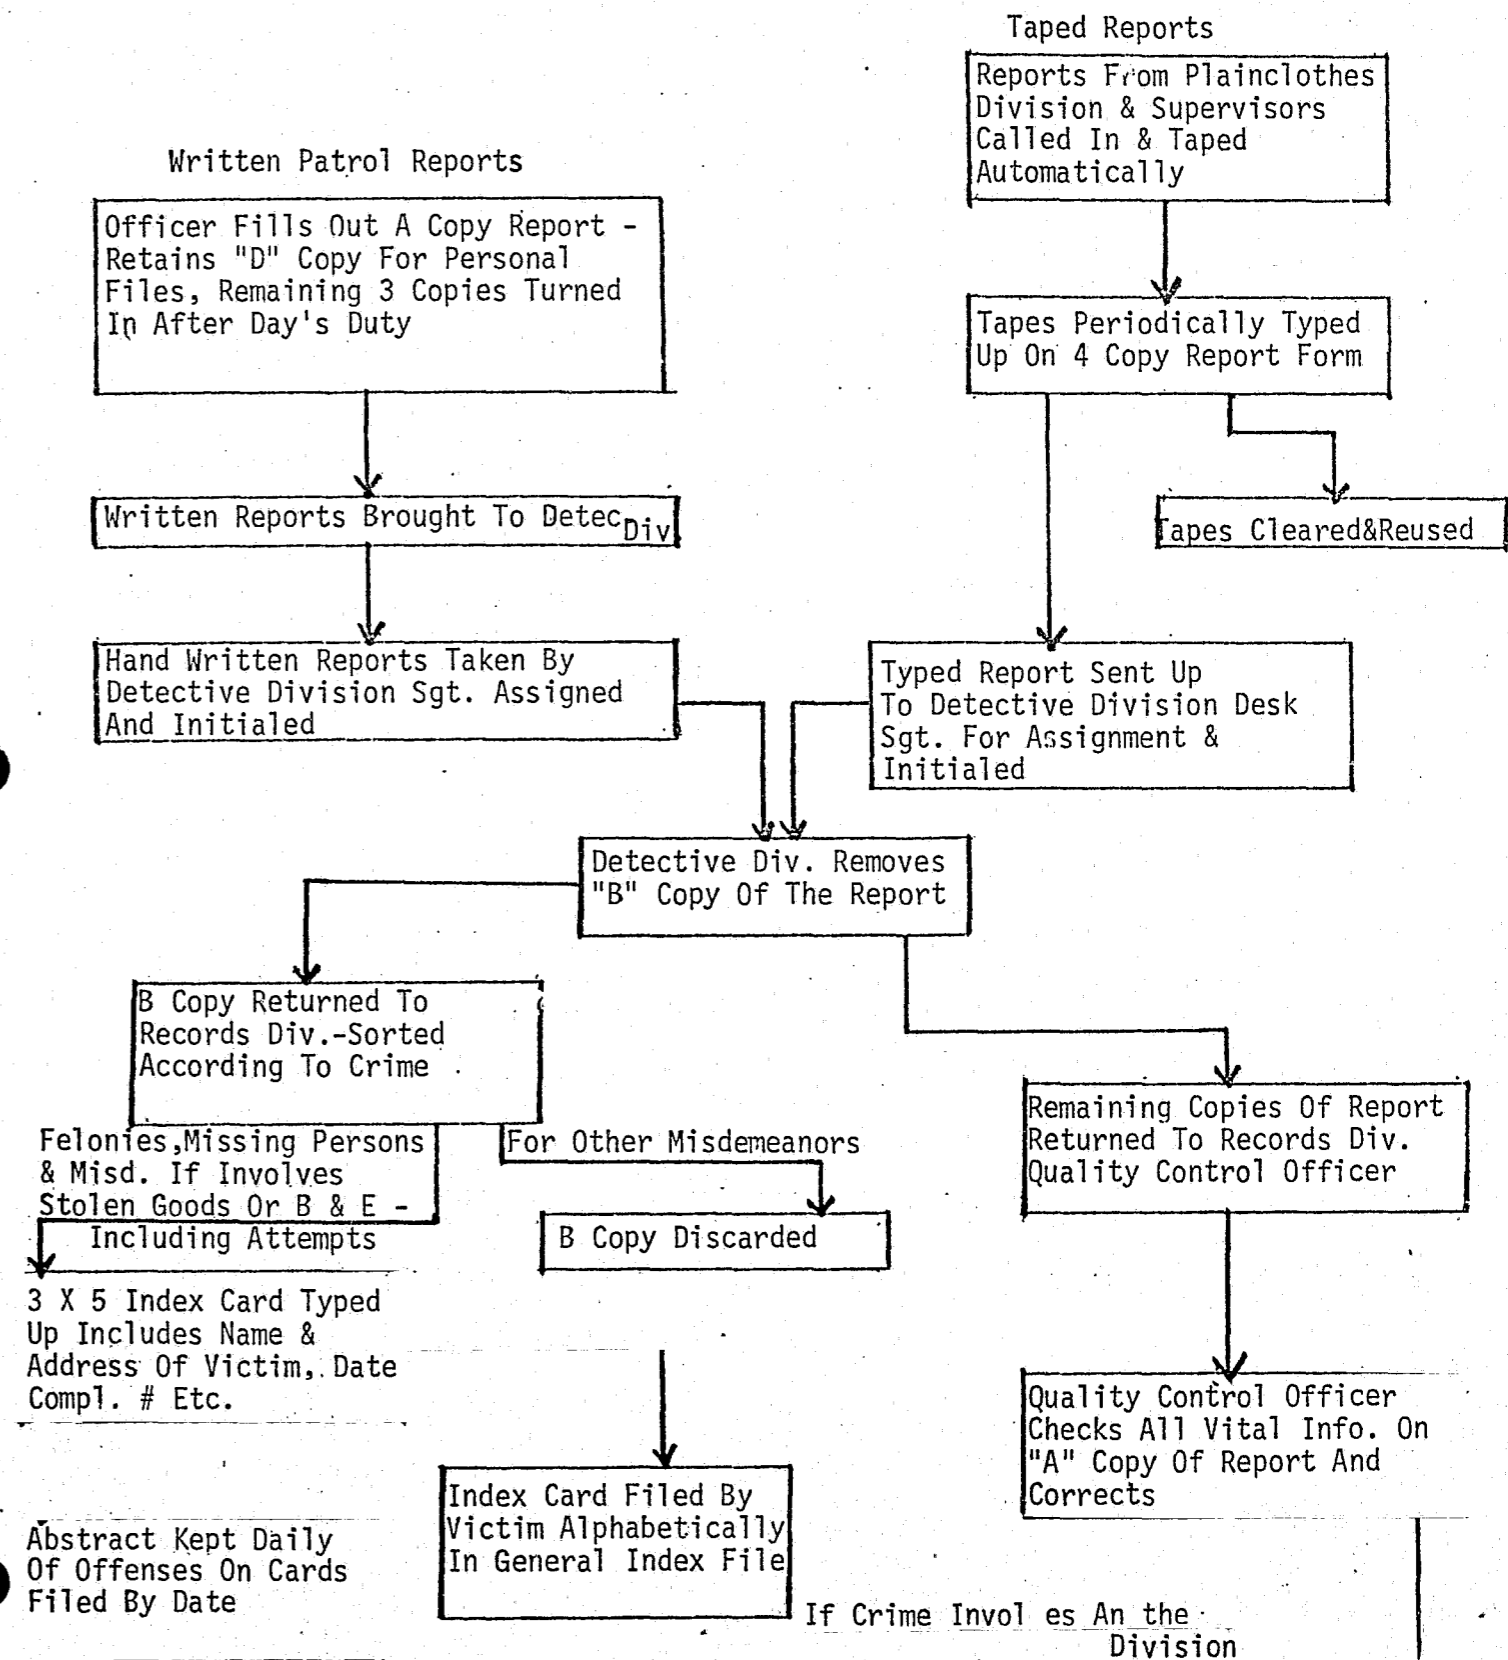 Taped Reports
Reports From Plainclothes
Division & Supervisors
Called In & Taped
Automatically
Written Patrol Reports
Officer Fills Out A Copy Report -
Retains "D" Copy For Personal
Files, Remaining 3 Copies Turned
In After Day's Duty
Tapes Periodically Typed
Up On 4 Copy Report Form
Written Reports Brought To Detec Div
Tapes Cleared&Reused
Hand Written Reports Taken By
Detective Division Sgt. Assigned
And Initialed
Typed Report Sent Up
To Detective Division Desk
Sgt. For Assignment &
Initialed
Detective Div. Removes
"B" Copy Of The Report
B Copy Returned To
Records Div.-Sorted
According To Crime
Remaining Copies Of Report
Returned To Records Div.
Quality Control Officer
Felonies,Missing Persons
& Misd. If Involves
Stolen Goods Or B & E -
Including Attempts
For Other Misdemeanors
B Copy Discarded
3 X 5 Index Card Typed
Up Includes Name &
Address Of Victim, Date
Compl. # Etc.
Quality Control Officer
Checks All Vital Info. On
"A" Copy Of Report And
Corrects
Index Card Filed By
Victim Alphabetically
In General Index File
Abstract Kept Daily
Of Offenses On Cards
Filed By Date
If Crime Invol es An the
Division